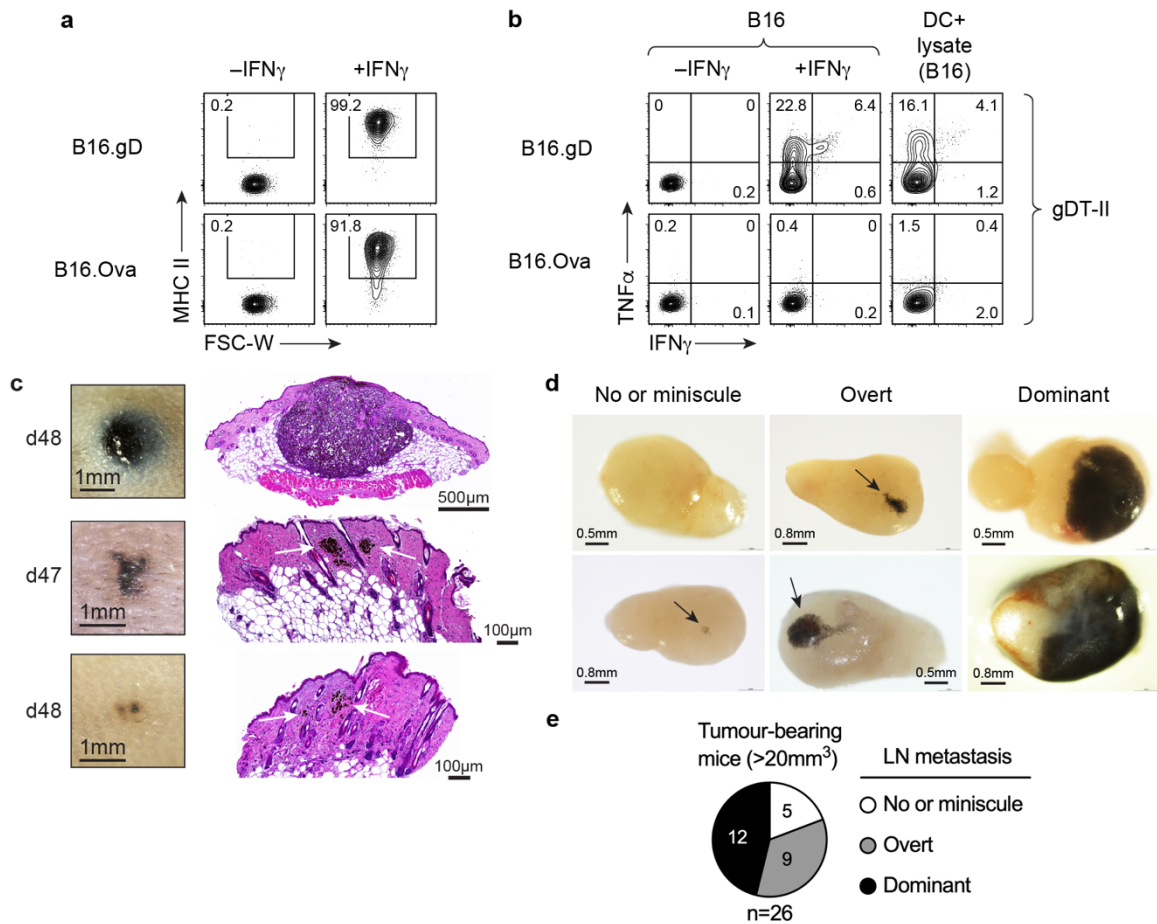 a
–IFNγ
+IFNγ
B16.gD
0.2
99.2
B16.Ova
0.2
91.8
MHC II
FSC-W
b
B16
DC+
lysate
(B16)
–IFNγ
+IFNγ
B16.gD
0
0
0.2
22.8
6.4
0.6
16.1
4.1
1.2
B16.Ova
0.2
0
0.1
0.4
0
0.2
1.5
0.4
2.0
TNFα
IFNγ
gDT-II
c
d48
1mm
500µm
d47
1mm
100µm
d48
1mm
100µm
d
No or miniscule
Overt
Dominant
0.5mm
0.8mm
0.5mm
0.8mm
0.5mm
0.8mm
e
Tumour-bearing
mice (>20mm³)
5
9
12
n=26
LN metastasis
No or miniscule
Overt
Dominant